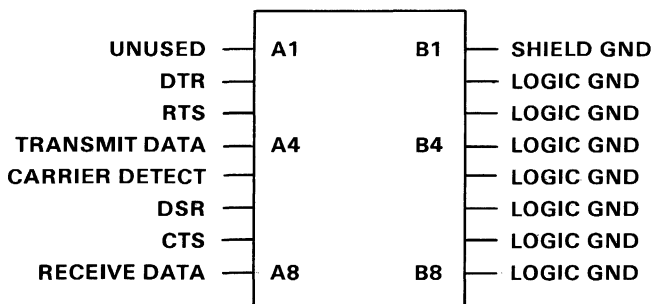 UNUSED A1 B1 SHIELD GND
DTR LOGIC GND
RTS LOGIC GND
TRANSMIT DATA A4 B4 LOGIC GND
CARRIER DETECT LOGIC GND
DSR LOGIC GND
CTS LOGIC GND
RECEIVE DATA A8 B8 LOGIC GND